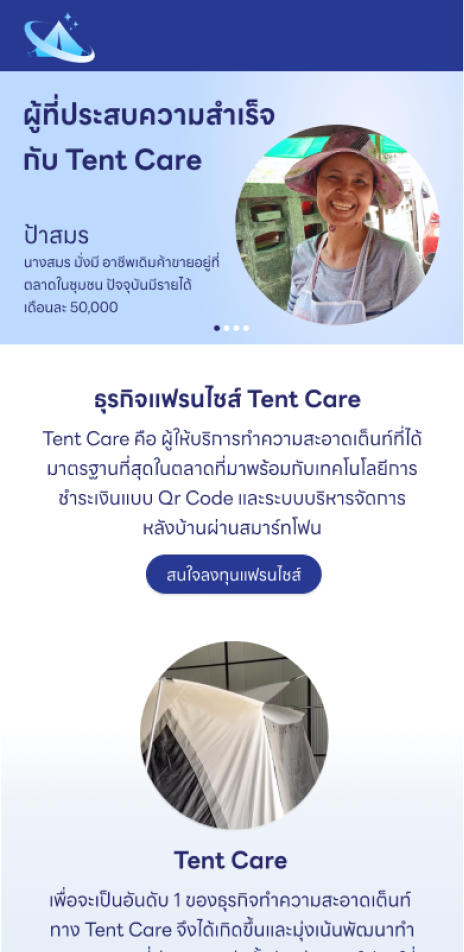 ผู้ที่ประสบความสำเร็จ
กับ Tent Care
ป้าสมร
นางสมร มั่งมี อาชีพเดิมค้าขายอยู่ที่
ตลาดในชุมชน ปัจจุบันมีรายได้
เดือนละ 50,000
ธุรกิจแฟรนไชส์ Tent Care
Tent Care คือ ผู้ให้บริการทำความสะอาดเต็นท์ที่ได้
มาตรฐานที่สุดในตลาดที่มาพร้อมกับเทคโนโลยีการ
ชำระเงินแบบ Qr Code และระบบบริหารจัดการ
หลังบ้านผ่านสมาร์ทโฟน
สนใจลงทุนแฟรนไชส์
Tent Care
เพื่อจะเป็นอันดับ 1 ของธุรกิจทำความสะอาดเต็นท์
ทาง Tent Care จึงได้เกิดขึ้นและมุ่งเน้นพัฒนาทำ